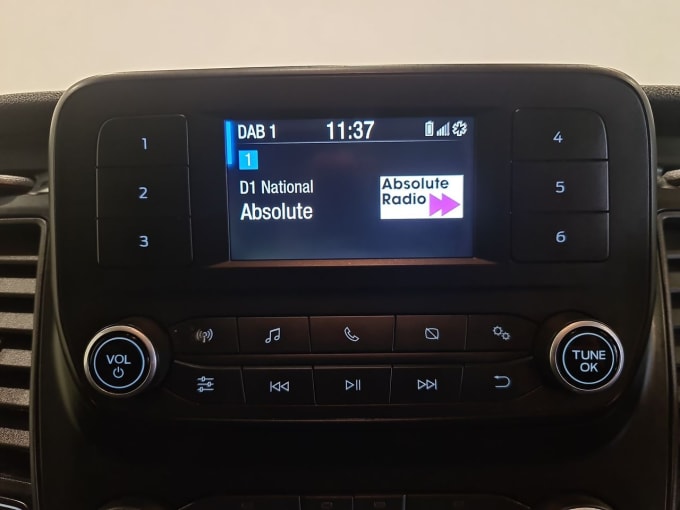 DAB 1 11:37
1
D1 National
Absolute
Absolute
Radio
1
2
3
4
5
6
VOL
TUNE
OK